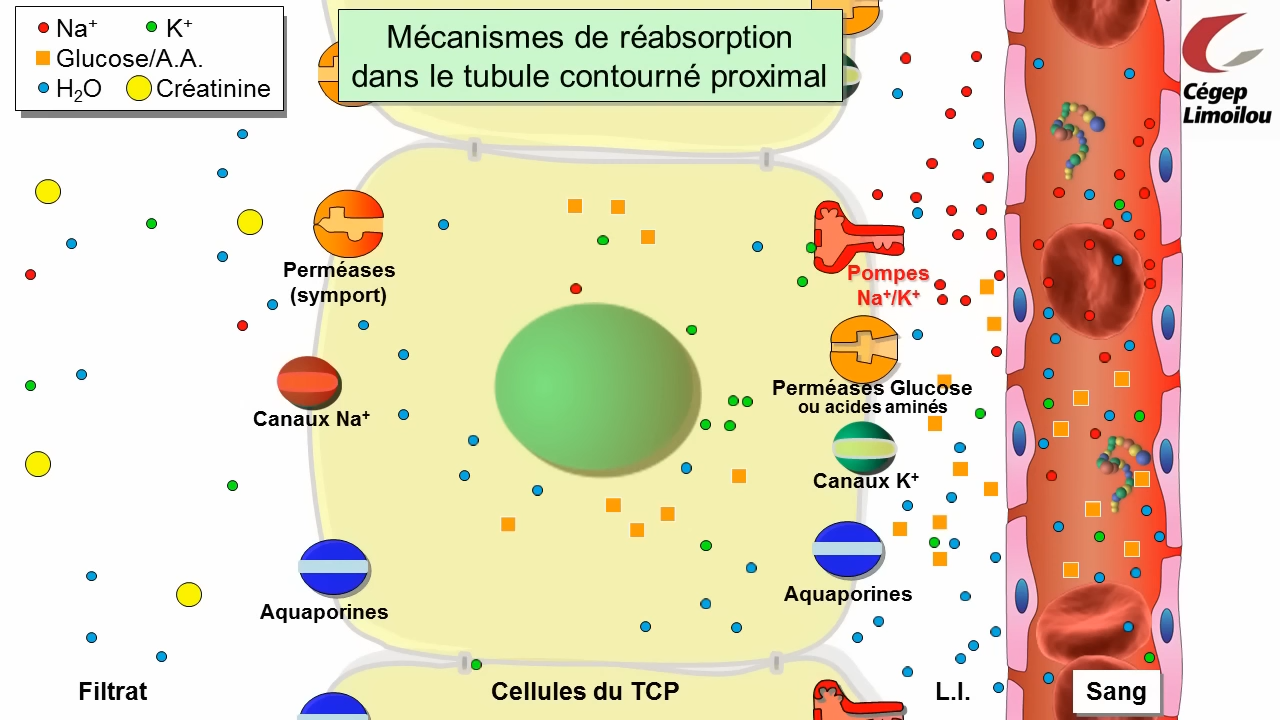 Na⁺ K⁺
Glucose/A.A.
H₂O Créatinine
Mécanismes de réabsorption
dans le tubule contourné proximal
Cégep
Limoilou
Perméases
(symport)
Pompes
Na⁺/K⁺
Canaux Na⁺
Perméases Glucose
ou acides aminés
Canaux K⁺
Aquaporines
Aquaporines
Filtrat
Cellules du TCP
L.I.
Sang